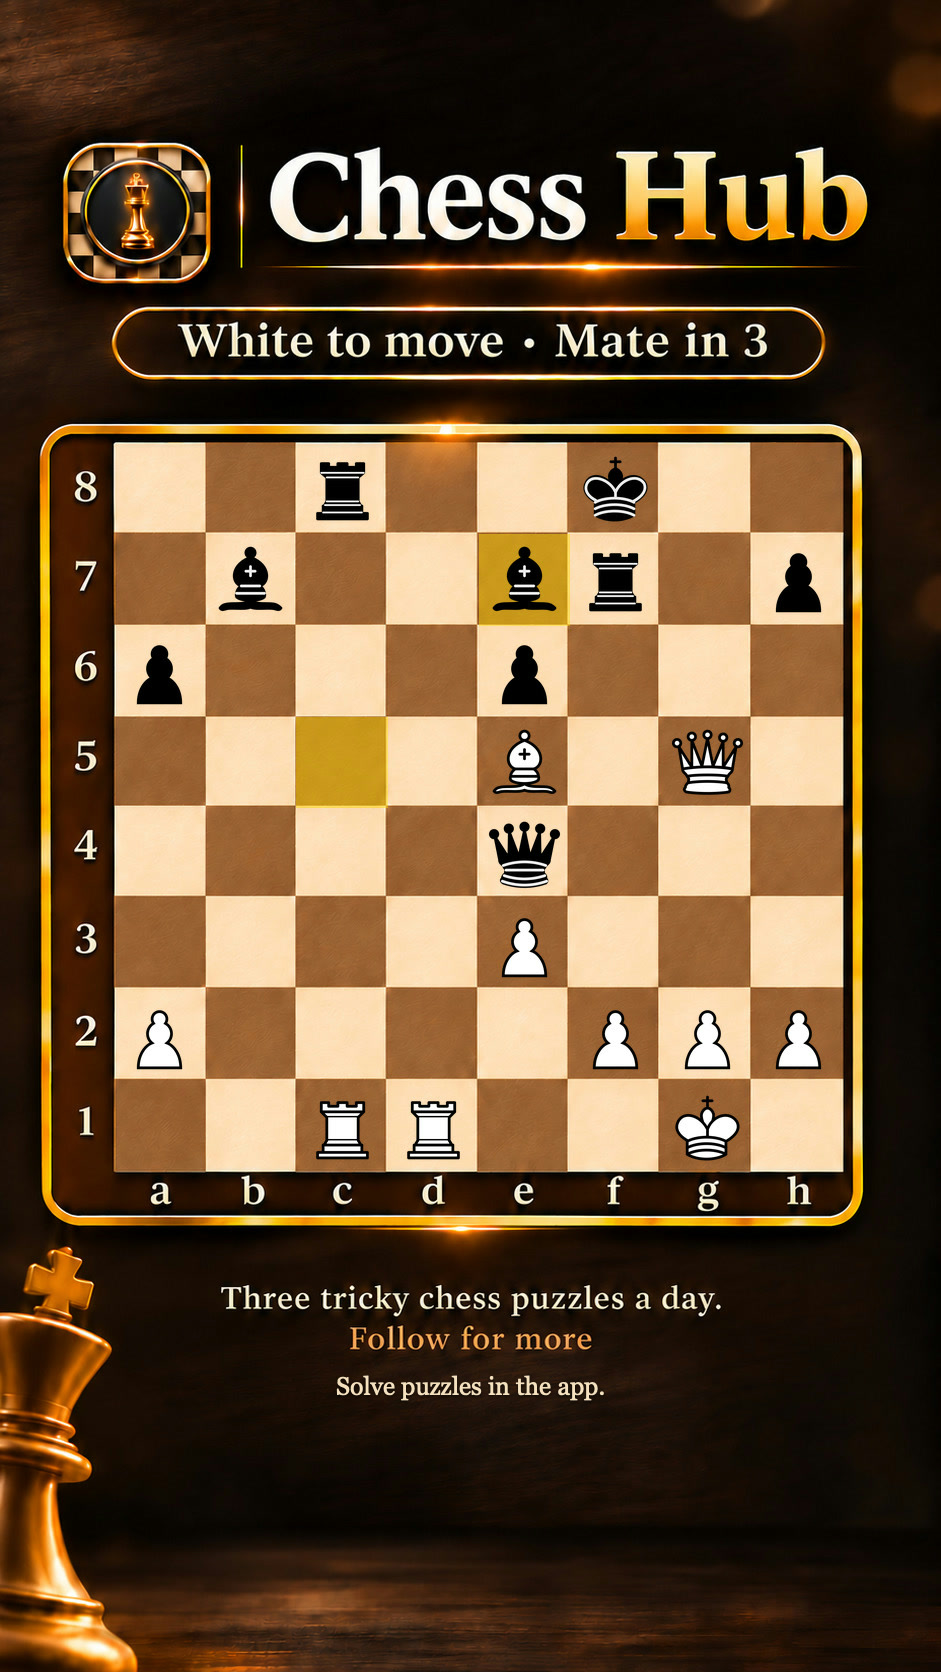 Chess Hub
White to move • Mate in 3
8
7
6
5
4
3
2
1
a b c d e f g h
Three tricky chess puzzles a day.
Follow for more
Solve puzzles in the app.